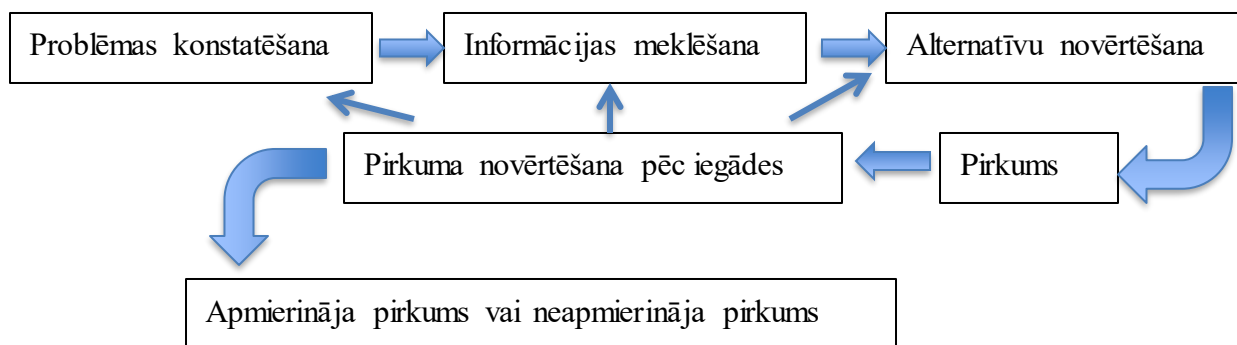 Problēmas konstatēšana
Informācijas meklēšana
Alternatīvu novērtēšana
Pirkuma novērtēšana pēc iegādes
Pirkums
Apmierināja pirkums vai neapmierināja pirkums